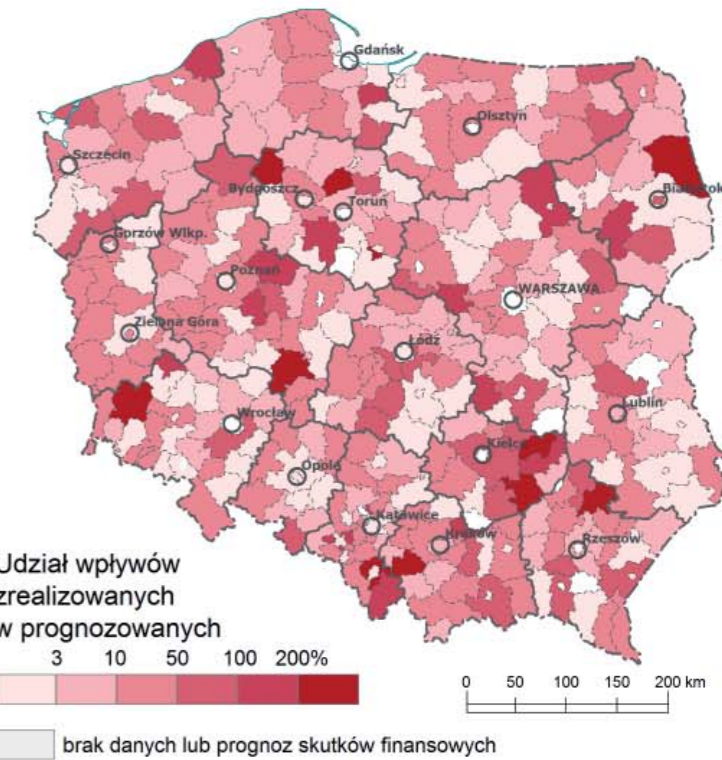 Gdańsk
Olsztyn
Szczecin
Bydgoszcz
Białystok
Toruń
Gorzów Wlkp.
Poznań
WARSZAWA
Zielona Góra
Łódź
Lublin
Wrocław
Kielce
Opole
Katowice
Kraków
Rzeszów
Udział wpływów
zrealizowanych
w prognozowanych
3 10 50 100 200%
0 50 100 150 200 km
brak danych lub prognoz skutków finansowych